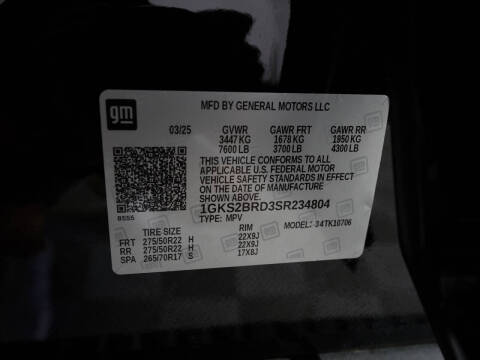 gm
MFD BY GENERAL MOTORS LLC
03/25 GVWR GAWR FRT GAWR RR
3447 KG 1678 KG 1950 KG
7600 LB 3700 LB 4300 LB
THIS VEHICLE CONFORMS TO ALL
APPLICABLE U.S. FEDERAL MOTOR
VEHICLE SAFETY STANDARDS IN EFFECT
ON THE DATE OF MANUFACTURE
SHOWN ABOVE.
1GKS2BRD3SR234804
TYPE: MPV MODEL: 34TK10706
8555
TIRE SIZE RIM
FRT 275/50R22 H 22X9J
RR 275/50R22 H 22X9J
SPA 265/70R17 S 17X8J